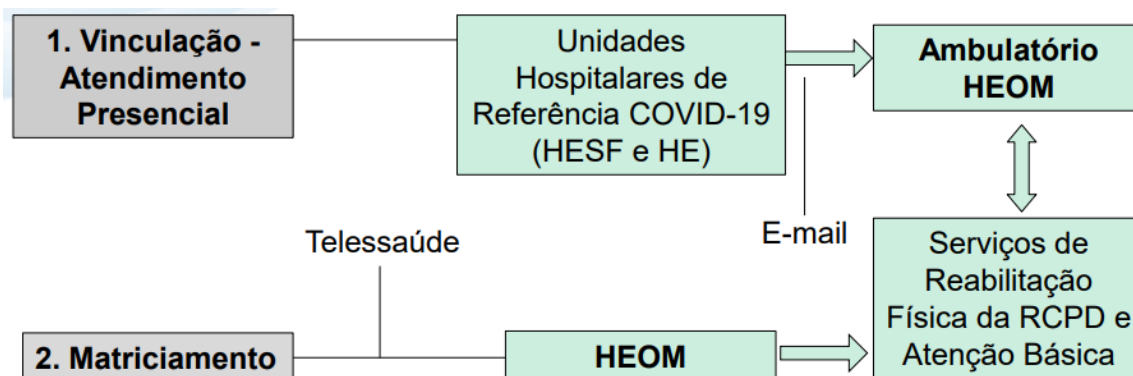 1. Vinculação -
Atendimento
Presencial
Unidades
Hospitalares de
Referência COVID-19
(HESF e HE)
Ambulatório
HEOM
E-mail
Telessaúde
Serviços de
Reabilitação
Física da RCPD e
Atenção Básica
2. Matriciamento
HEOM